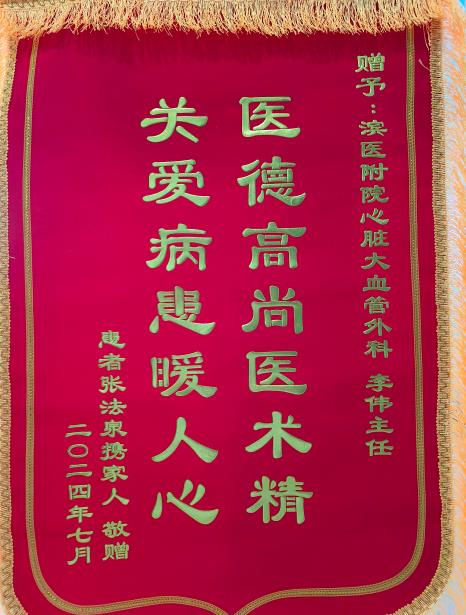 赠予：滨医附院心脏大血管外科 李伟主任
医德高尚医术精
关爱病患暖人心
患者张法泉携家人 敬赠
二〇二四年七月